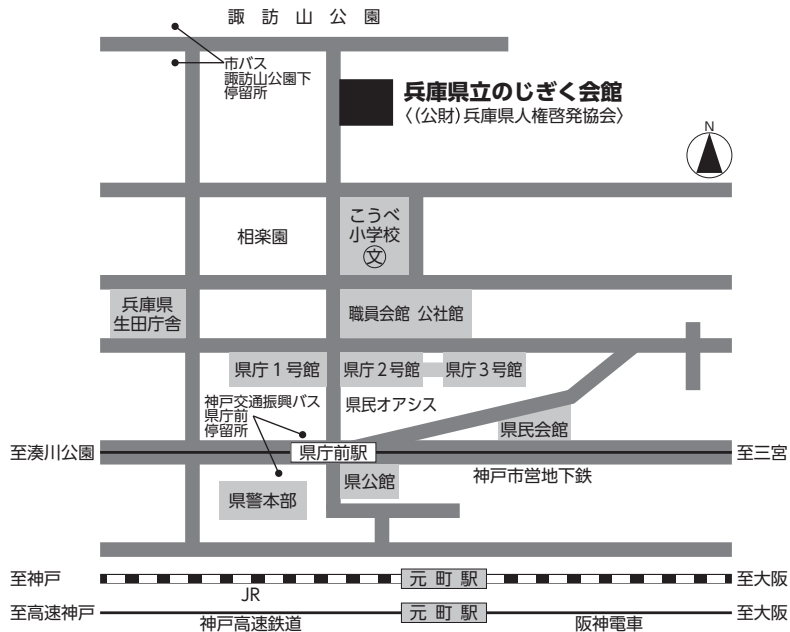 諏訪山公園
市バス
諏訪山公園下
停留所
兵庫県立のじぎく会館
〈(公財)兵庫県人権啓発協会〉
N
相楽園
こうべ
小学校
文
兵庫県
生田庁舎
職員会館 公社館
県庁1号館
県庁2号館
県庁3号館
神戸交通振興バス
県庁前
停留所
県民オアシス
県民会館
至湊川公園
県庁前駅
至三宮
神戸市営地下鉄
県公館
県警本部
至神戸
元町駅
至大阪
JR
至高速神戸
元町駅
至大阪
神戸高速鉄道
阪神電車